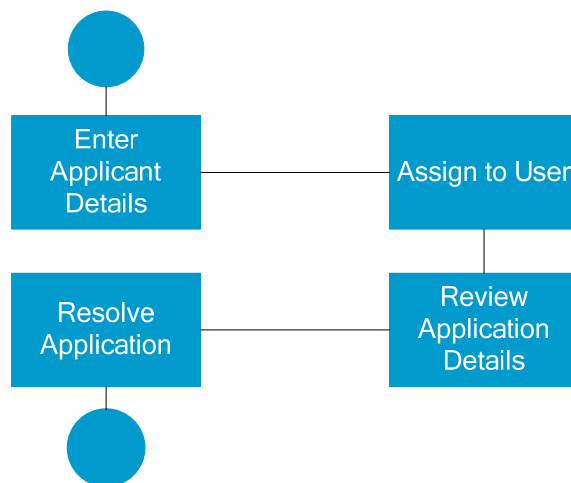 Enter
Applicant
Details
Assign to User
Review
Application
Details
Resolve
Application